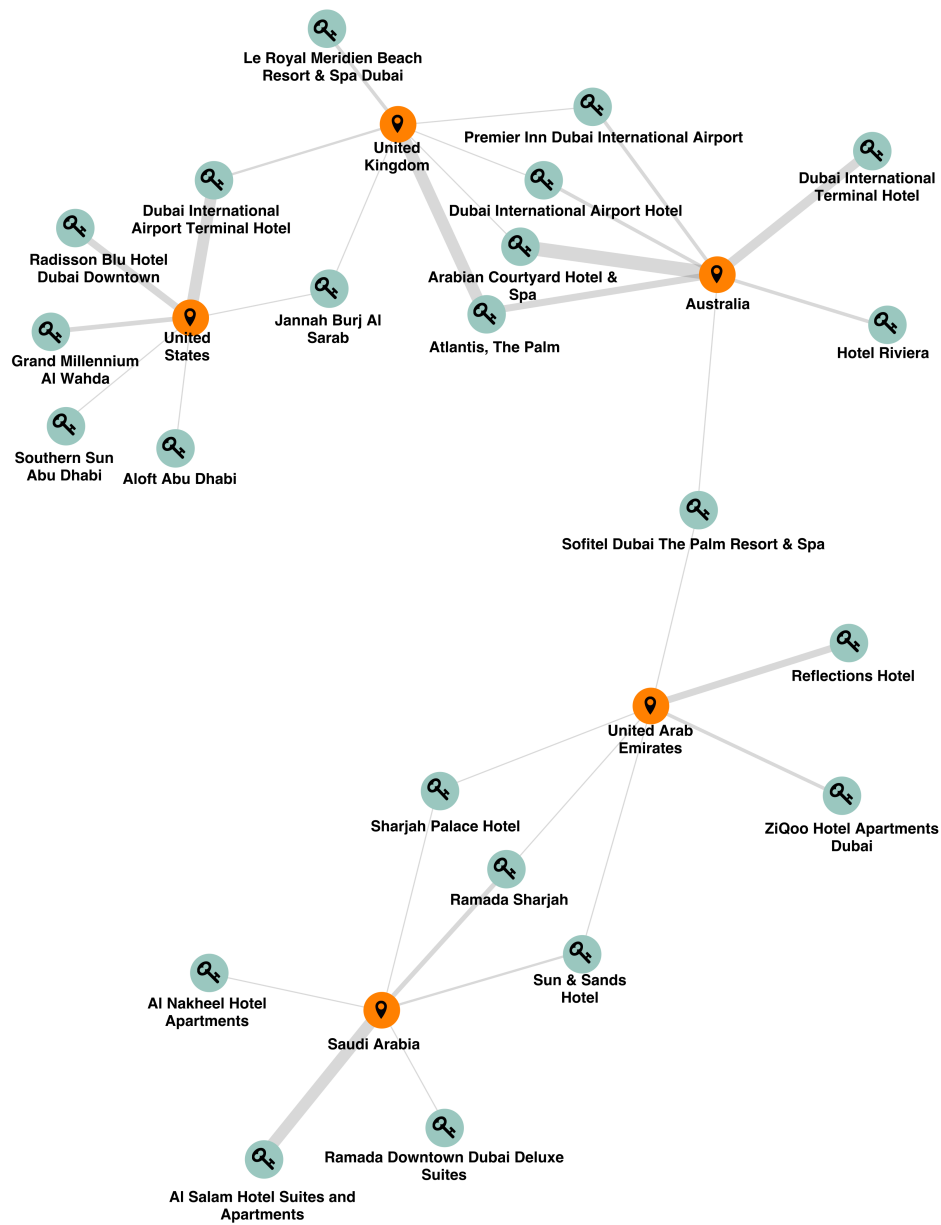 Le Royal Meridien Beach
Resort & Spa Dubai
United
Kingdom
Premier Inn Dubai International Airport
Dubai International
Terminal Hotel
Dubai International
Airport Terminal Hotel
Dubai International Airport Hotel
Radisson Blu Hotel
Dubai Downtown
Arabian Courtyard Hotel &
Spa
Australia
Jannah Burj Al
Sarab
United
States
Atlantis, The Palm
Hotel Riviera
Grand Millennium
Al Wahda
Southern Sun
Abu Dhabi
Aloft Abu Dhabi
Sofitel Dubai The Palm Resort & Spa
Reflections Hotel
United Arab
Emirates
Sharjah Palace Hotel
ZiQoo Hotel Apartments
Dubai
Ramada Sharjah
Sun & Sands
Hotel
Al Nakheel Hotel
Apartments
Saudi Arabia
Ramada Downtown Dubai Deluxe
Suites
Al Salam Hotel Suites and
Apartments